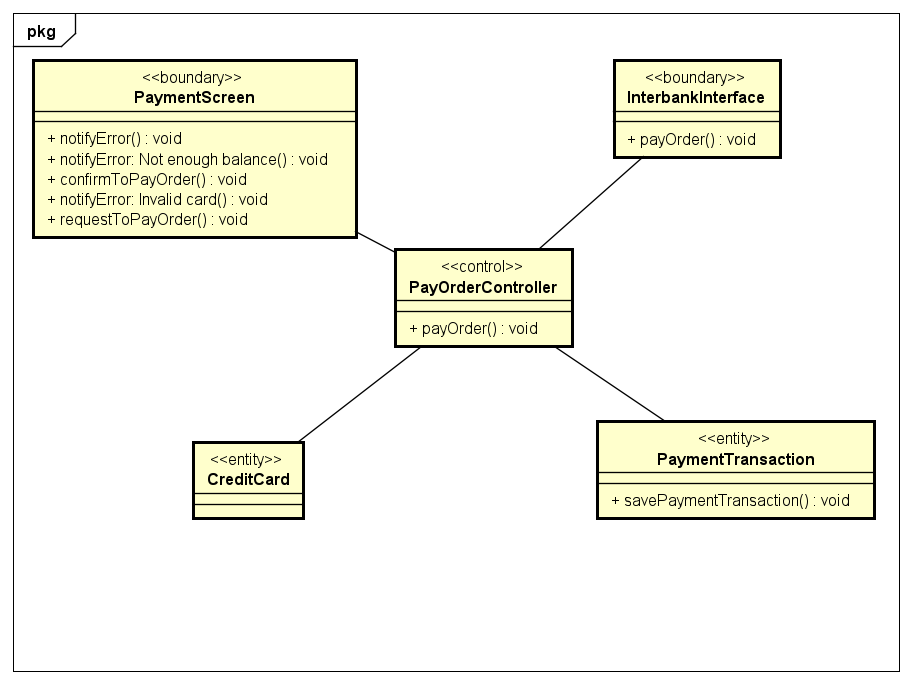 pkg
<<boundary>>
PaymentScreen
+ notifyError() : void
+ notifyError: Not enough balance() : void
+ confirmToPayOrder() : void
+ notifyError: Invalid card() : void
+ requestToPayOrder() : void
<<boundary>>
InterbankInterface
+ payOrder() : void
<<control>>
PayOrderController
+ payOrder() : void
<<entity>>
CreditCard
<<entity>>
PaymentTransaction
+ savePaymentTransaction() : void